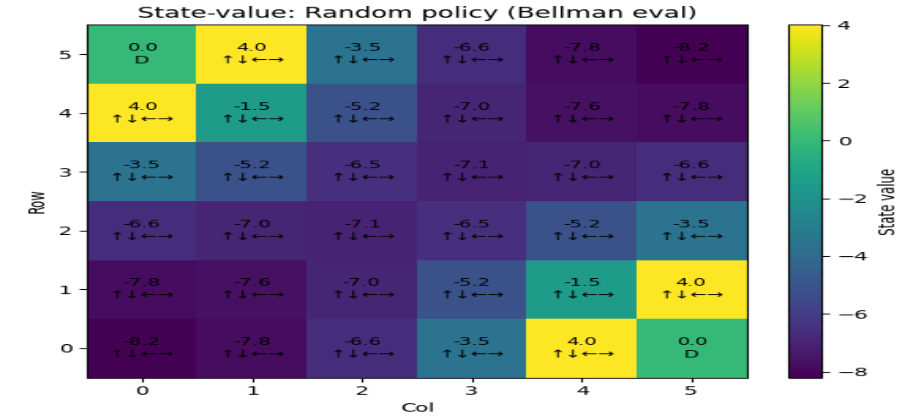 State-value: Random policy (Bellman eval)
5 0.0 4.0 -3.5 -6.6 -7.8 -8.2
D ↑↓←→ ↑↓←→ ↑↓←→ ↑↓←→ ↑↓←→
4 4.0 -1.5 -5.2 -7.0 -7.6 -7.8
↑↓←→ ↑↓←→ ↑↓←→ ↑↓←→ ↑↓←→ ↑↓←→
3 -3.5 -5.2 -6.5 -7.1 -7.0 -6.6
↑↓←→ ↑↓←→ ↑↓←→ ↑↓←→ ↑↓←→ ↑↓←→
2 -6.6 -7.0 -7.1 -6.5 -5.2 -3.5
↑↓←→ ↑↓←→ ↑↓←→ ↑↓←→ ↑↓←→ ↑↓←→
1 -7.8 -7.6 -7.0 -5.2 -1.5 4.0
↑↓←→ ↑↓←→ ↑↓←→ ↑↓←→ ↑↓←→ ↑↓←→
0 -8.2 -7.8 -6.6 -3.5 4.0 0.0
↑↓←→ ↑↓←→ ↑↓←→ ↑↓←→ ↑↓←→ D
0 1 2 3 4 5
Col
Row
4
2
0
−2
−4
−6
−8
State value